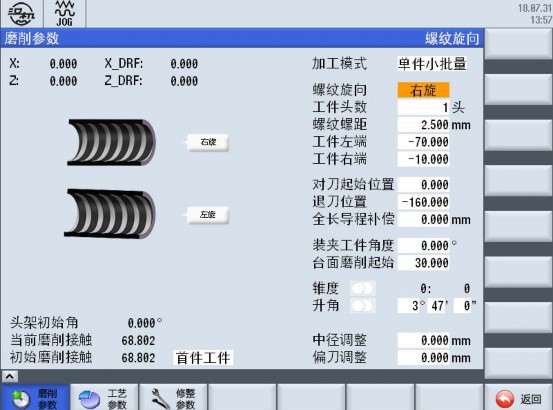 汉机
JOG
18.07.31
13:57
磨削参数 螺纹旋向
X: 0.000 X_DRF: 0.000
Z: 0.000 Z_DRF: 0.000
加工模式 单件小批量
螺纹旋向 右旋
工件头数 1 头
螺纹螺距 2.500 mm
工件左端 -70.000
工件右端 -10.000
右旋
左旋
对刀起始位置 0.000
退刀位置 -160.000
全长导程补偿 0.000 mm
装夹工件角度 0.000 °
台面磨削起始 30.000
锥度 0: 0
升角 3° 47' 0"
头架初始角 0.000°
当前磨削接触 68.802
初始磨削接触 68.802 首件工件
中径调整 0.000 mm
偏刀调整 0.000 mm
磨削参数
工艺参数
修整参数
返回